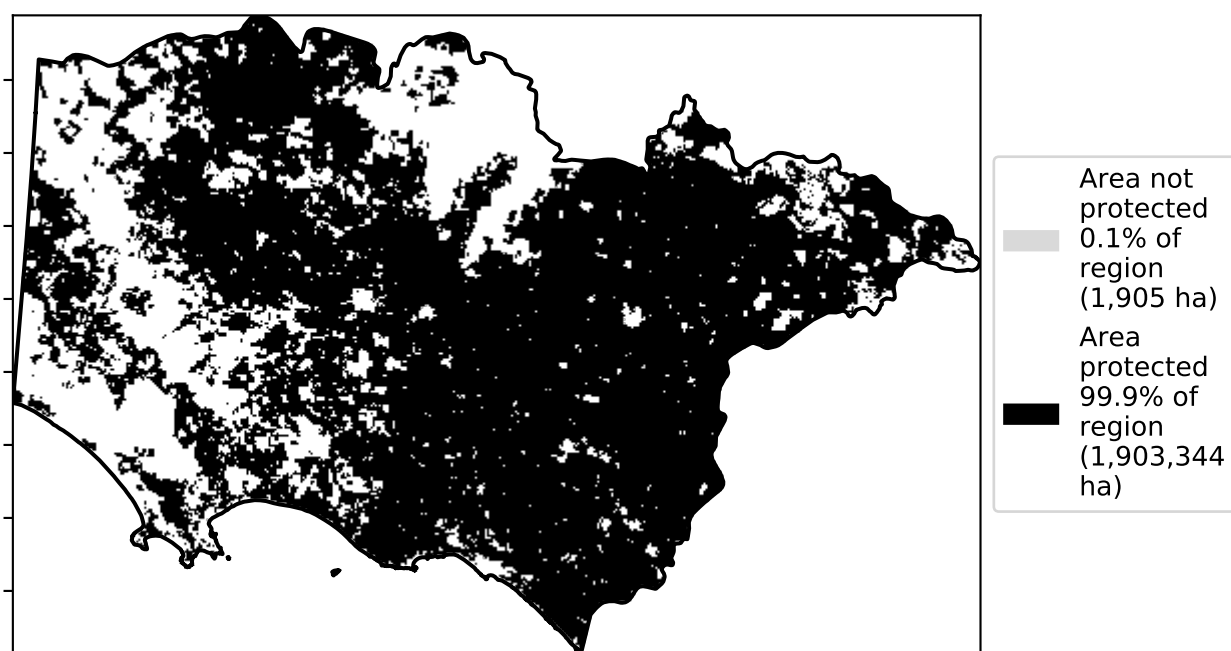 Area not
protected
0.1% of
region
(1,905 ha)
Area
protected
99.9% of
region
(1,903,344
ha)